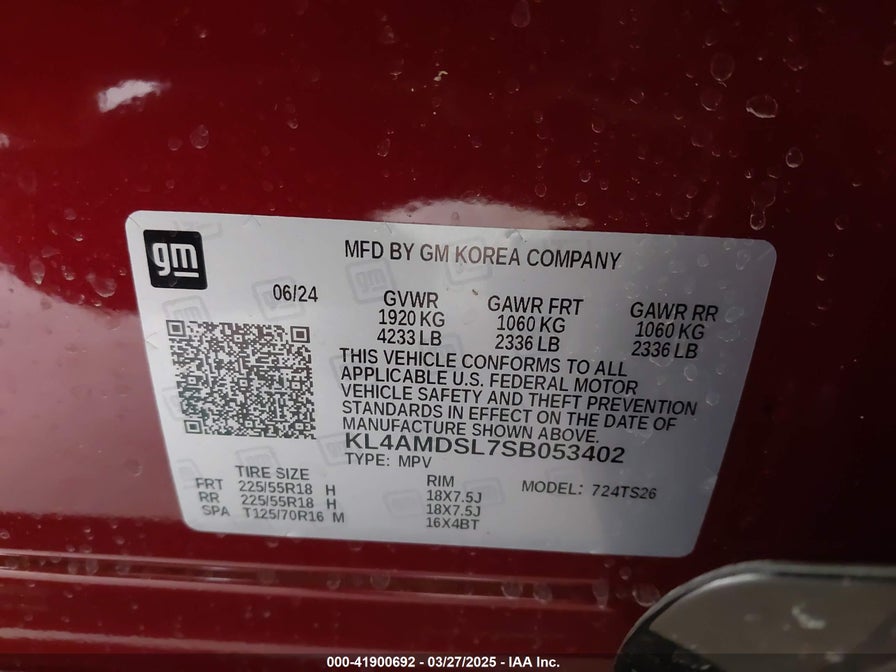 gm
MFD BY GM KOREA COMPANY
06/24
GVWR GAWR FRT GAWR RR
1920 KG 1060 KG 1060 KG
4233 LB 2336 LB 2336 LB
THIS VEHICLE CONFORMS TO ALL
APPLICABLE U.S. FEDERAL MOTOR
VEHICLE SAFETY AND THEFT PREVENTION
STANDARDS IN EFFECT ON THE DATE OF
MANUFACTURE SHOWN ABOVE.
KL4AMDSL7SB053402
TYPE: MPV
TIRE SIZE RIM MODEL: 724TS26
FRT 225/55R18 H 18X7.5J
RR 225/55R18 H 18X7.5J
SPA T125/70R16 M 16X4BT
000-41900692 - 03/27/2025 - IAA Inc.